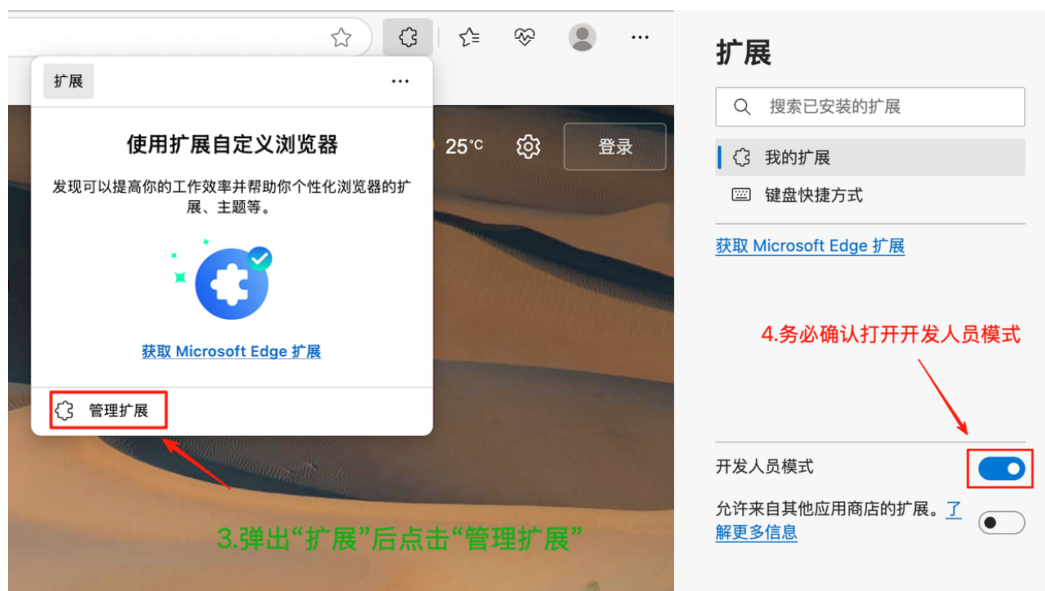 扩展
使用扩展自定义浏览器
发现可以提高你的工作效率并帮助你个性化浏览器的扩
展、主题等。
获取 Microsoft Edge 扩展
管理扩展
25°C
登录
3.弹出“扩展”后点击“管理扩展”
扩展
搜索已安装的扩展
我的扩展
键盘快捷方式
获取 Microsoft Edge 扩展
4.务必确认打开开发人员模式
开发人员模式
允许来自其他应用商店的扩展。了
解更多信息